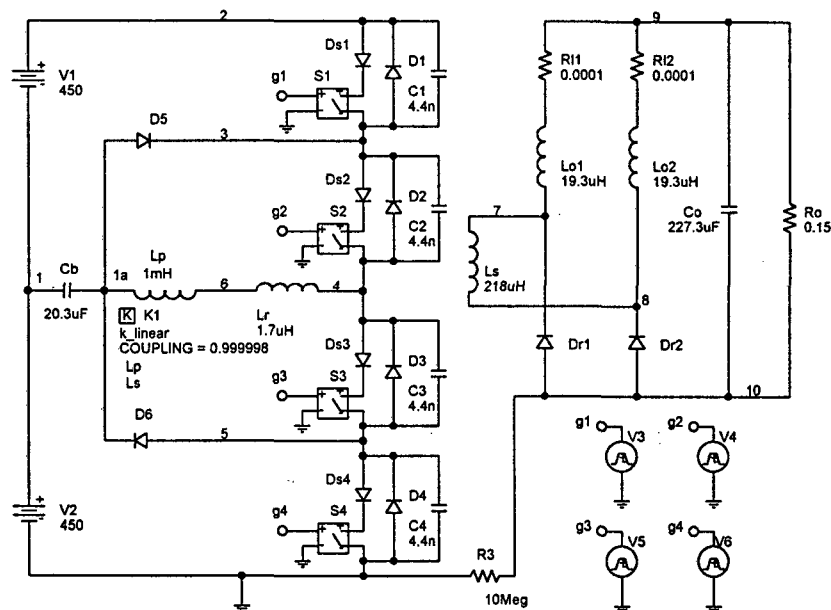 2
9
V1
450
Ds1
D1
g1
S1
C1
4.4n
Rl1
0.0001
Rl2
0.0001
D5
3
Ds2
D2
g2
S2
C2
4.4n
Lo1
19.3uH
Lo2
19.3uH
Co
227.3uF
Ro
0.15
7
Ls
218uH
8
1
Cb
20.3uF
1a
Lp
1mH
6
Lr
1.7uH
4
K K1
k_linear
COUPLING = 0.999998
Lp
Ls
Ds3
D3
g3
S3
C3
4.4n
Dr1
Dr2
D6
5
10
Ds4
D4
g4
S4
C4
4.4n
V2
450
R3
10Meg
g1
V3
g2
V4
g3
V5
g4
V6